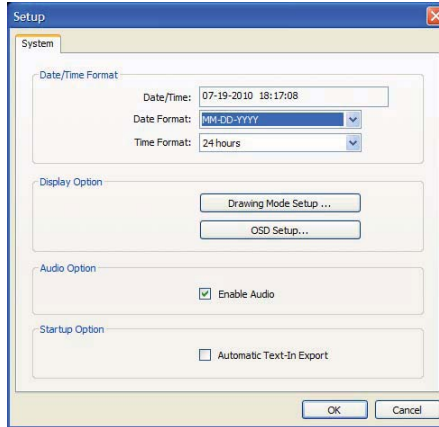 Setup
System
Date/Time Format
Date/Time: 07-19-2010 18:17:08
Date Format: MM-DD-YYYY
Time Format: 24 hours
Display Option
Drawing Mode Setup ...
OSD Setup...
Audio Option
Enable Audio
Startup Option
Automatic Text-In Export
OK Cancel